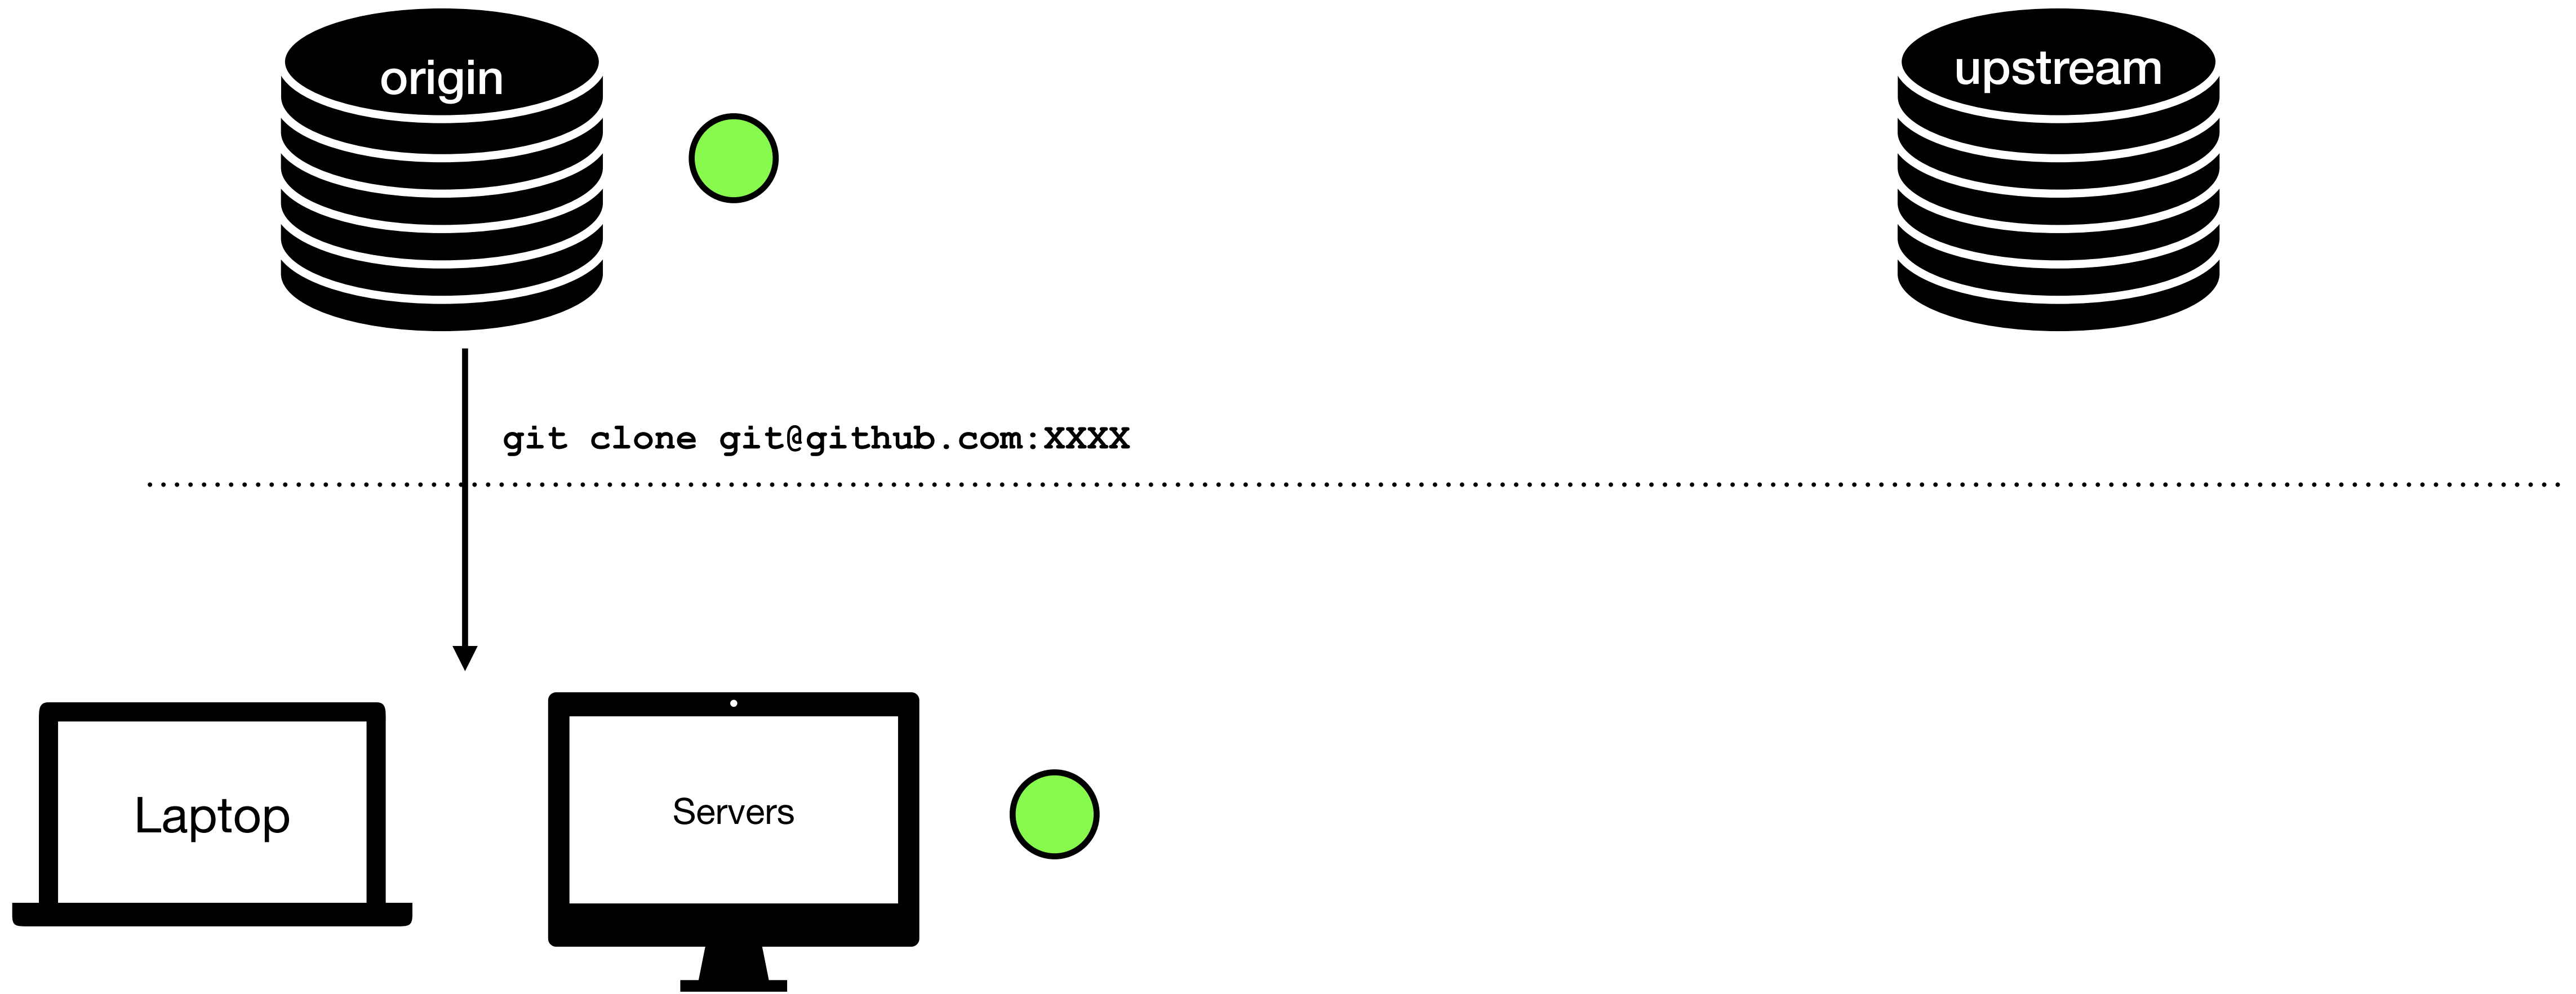 origin
upstream
git clone git@github.com:XXXX
Laptop
Servers